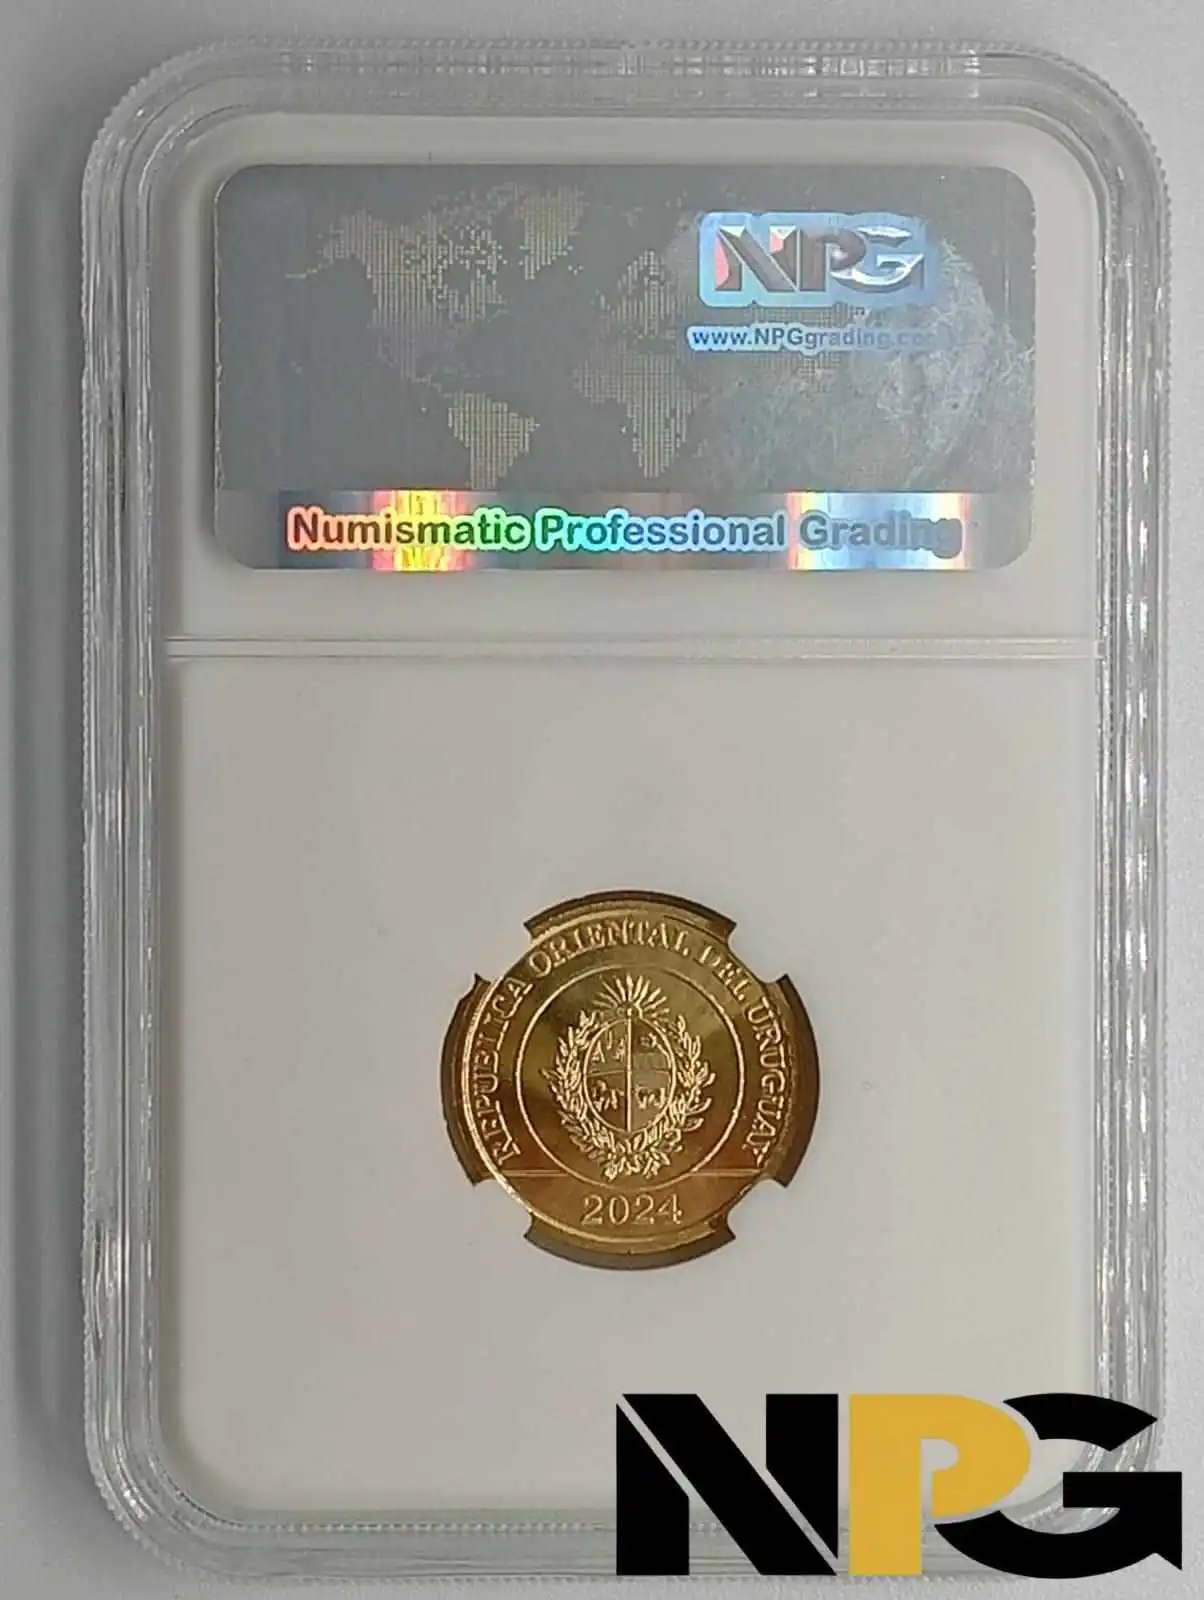 NPG
www.NPGgrading.com
Numismatic Professional Grading
REPUBLICA ORIENTAL DEL URUGUAY
2024
NPG